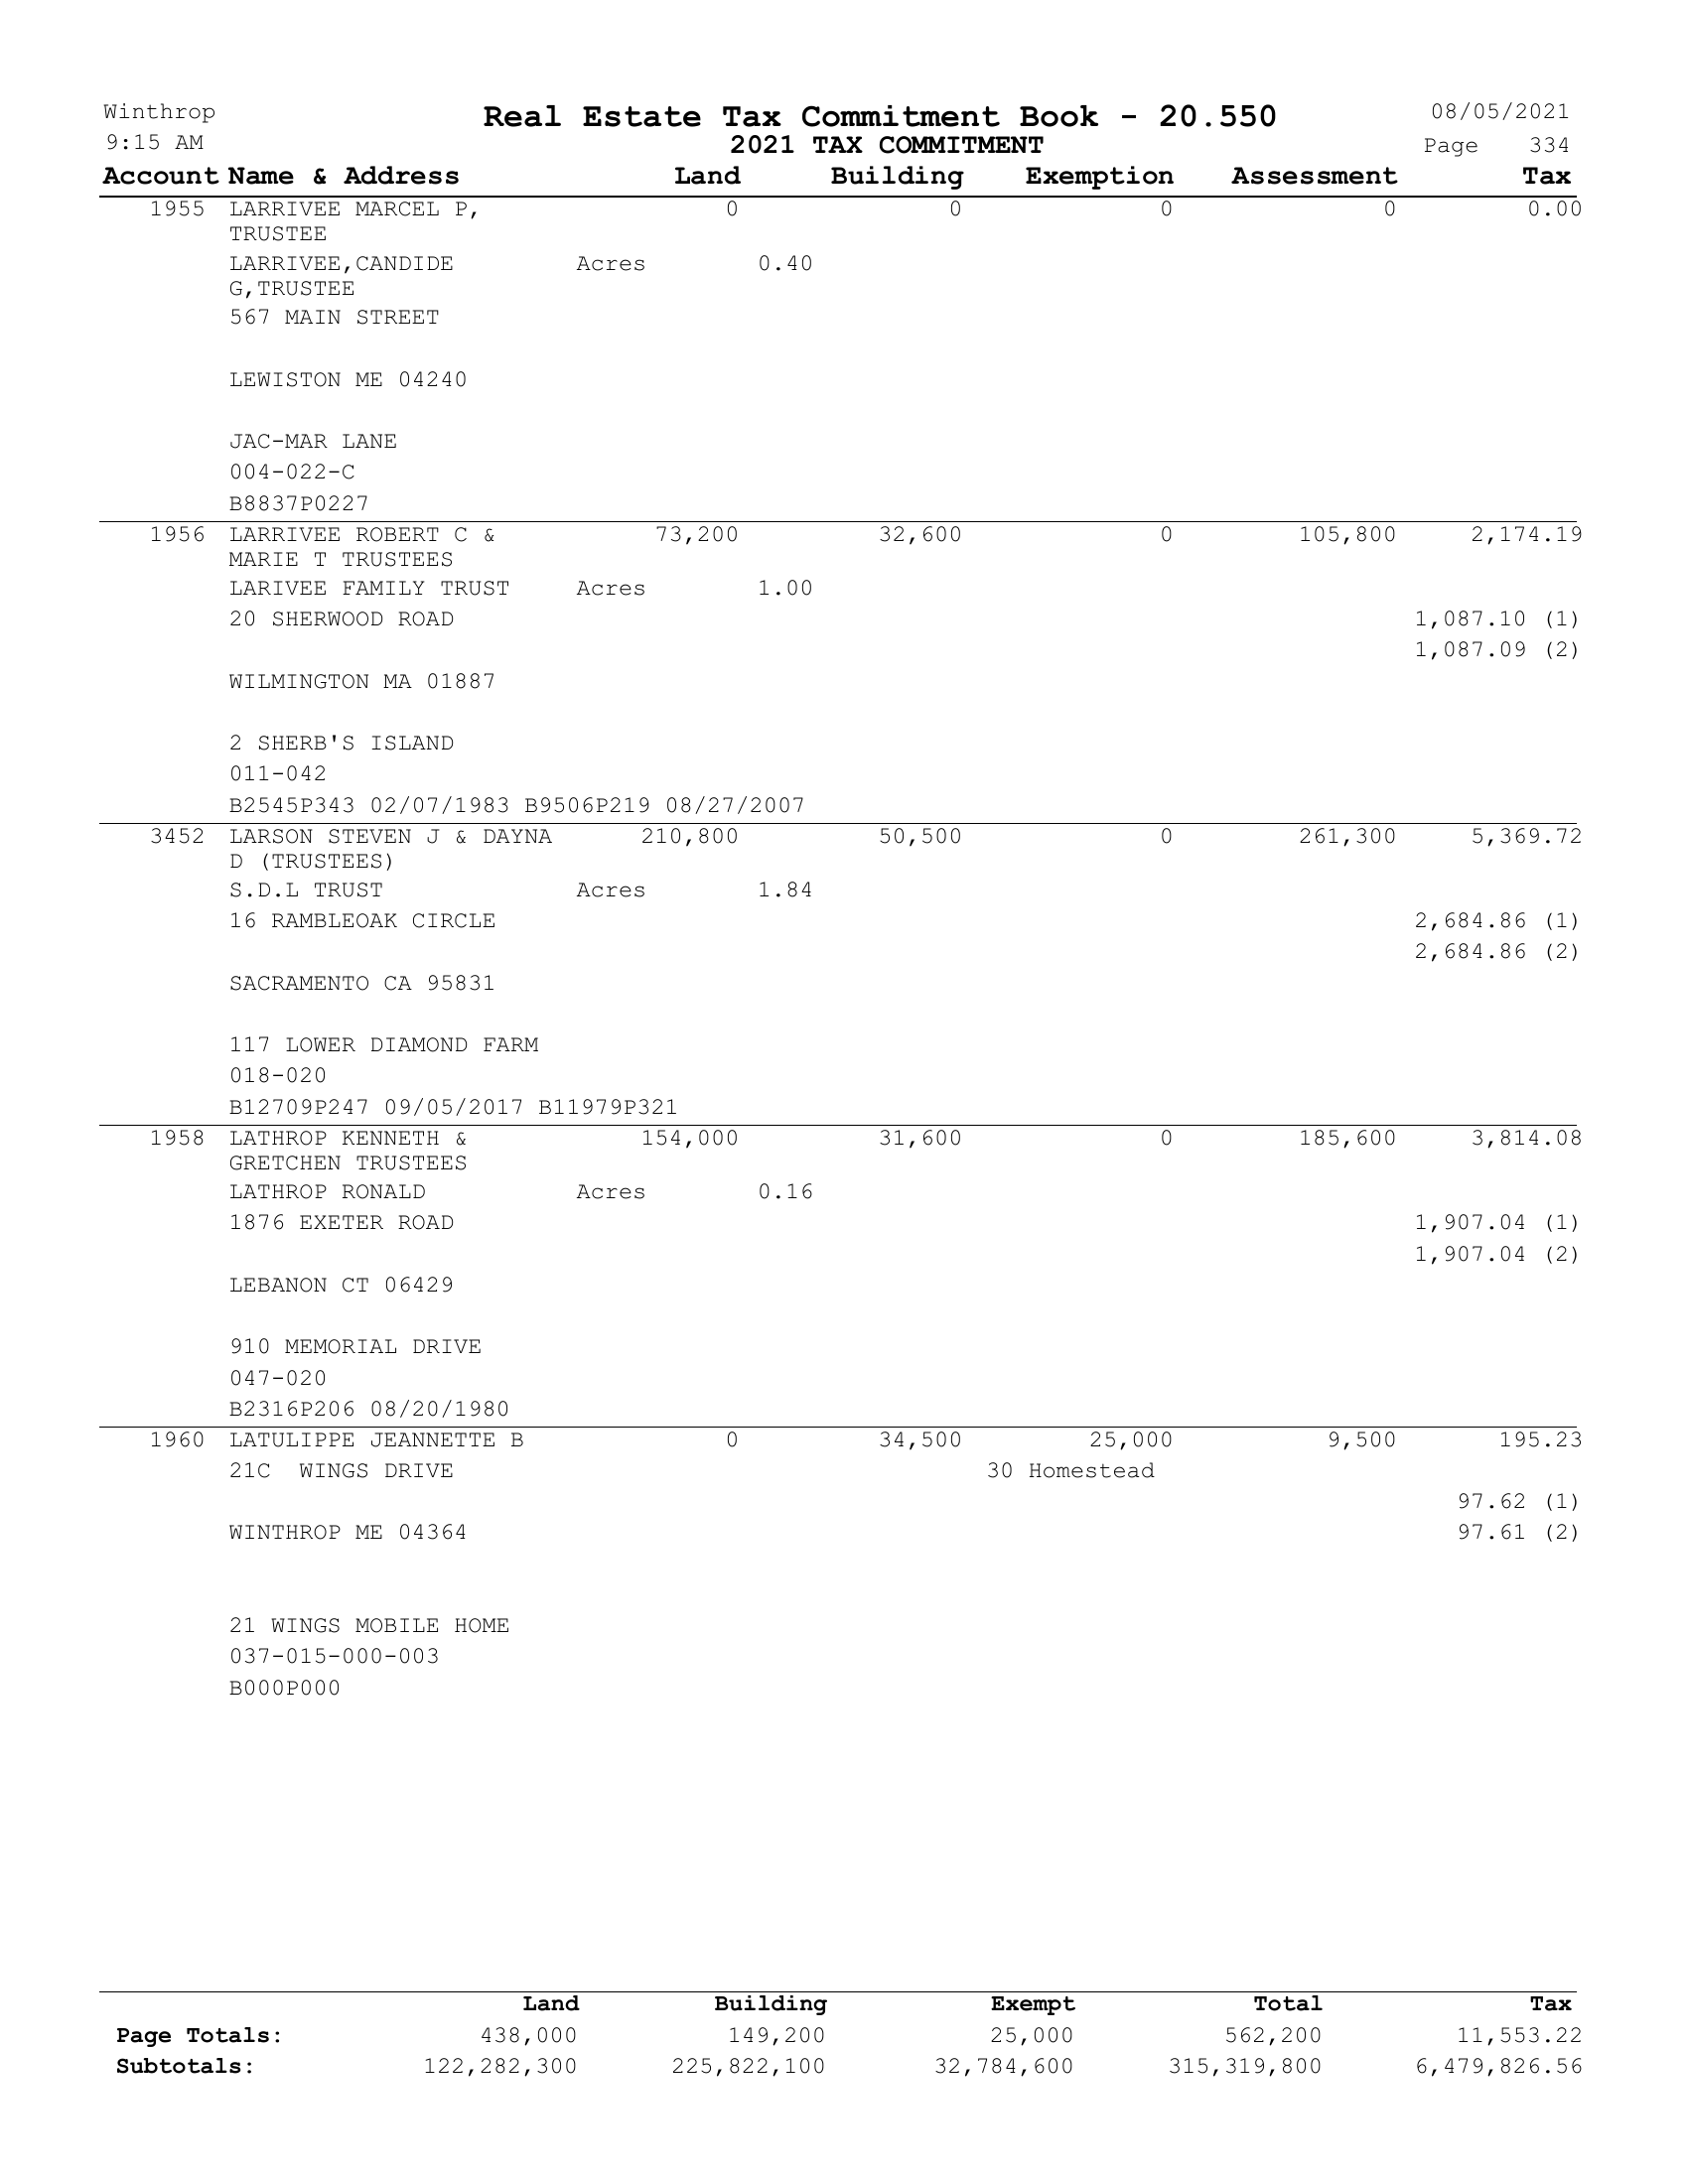 Winthrop Real Estate Tax Commitment Book - 20.550 08/05/2021
9:15 AM 2021 TAX COMMITMENT Page 334
Account Name & Address Land Building Exemption Assessment Tax
1955 LARRIVEE MARCEL P, 0 0 0 0 0.00
TRUSTEE
LARRIVEE,CANDIDE Acres 0.40
G,TRUSTEE
567 MAIN STREET
LEWISTON ME 04240
JAC-MAR LANE
004-022-C
B8837P0227
1956 LARRIVEE ROBERT C & 73,200 32,600 0 105,800 2,174.19
MARIE T TRUSTEES
LARIVEE FAMILY TRUST Acres 1.00
20 SHERWOOD ROAD 1,087.10 (1)
1,087.09 (2)
WILMINGTON MA 01887
2 SHERB'S ISLAND
011-042
B2545P343 02/07/1983 B9506P219 08/27/2007
3452 LARSON STEVEN J & DAYNA 210,800 50,500 0 261,300 5,369.72
D (TRUSTEES)
S.D.L TRUST Acres 1.84
16 RAMBLEOAK CIRCLE 2,684.86 (1)
2,684.86 (2)
SACRAMENTO CA 95831
117 LOWER DIAMOND FARM
018-020
B12709P247 09/05/2017 B11979P321
1958 LATHROP KENNETH & 154,000 31,600 0 185,600 3,814.08
GRETCHEN TRUSTEES
LATHROP RONALD Acres 0.16
1876 EXETER ROAD 1,907.04 (1)
1,907.04 (2)
LEBANON CT 06429
910 MEMORIAL DRIVE
047-020
B2316P206 08/20/1980
1960 LATULIPPE JEANNETTE B 0 34,500 25,000 9,500 195.23
21C  WINGS DRIVE 30 Homestead
97.62 (1)
WINTHROP ME 04364 97.61 (2)
21 WINGS MOBILE HOME
037-015-000-003
B000P000
Land Building Exempt Total Tax
Page Totals: 438,000 149,200 25,000 562,200 11,553.22
Subtotals: 122,282,300 225,822,100 32,784,600 315,319,800 6,479,826.56